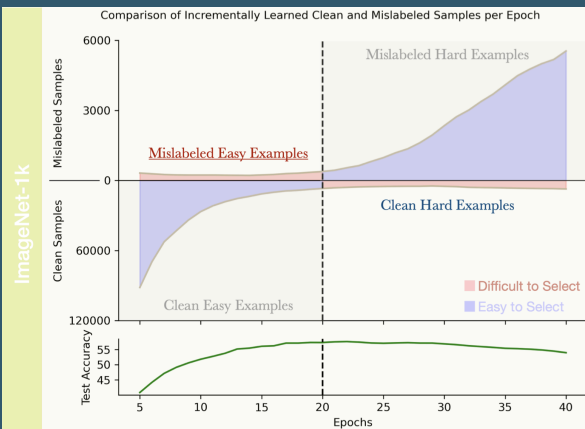 Comparison of Incrementally Learned Clean and Mislabeled Samples per Epoch
ImageNet-1k
Mislabeled Samples
6000
3000
0
Mislabeled Hard Examples
Mislabeled Easy Examples
Clean Hard Examples
Clean Samples
60000
120000
Clean Easy Examples
Difficult to Select
Easy to Select
Test Accuracy
55
50
45
5 10 15 20 25 30 35 40
Epochs